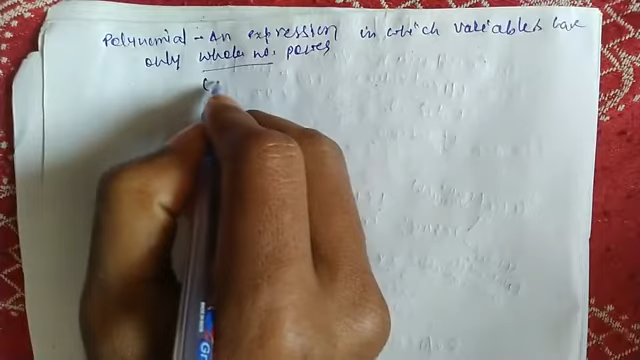 Polynomial - An expression in which variables have
only whole no. powers
(